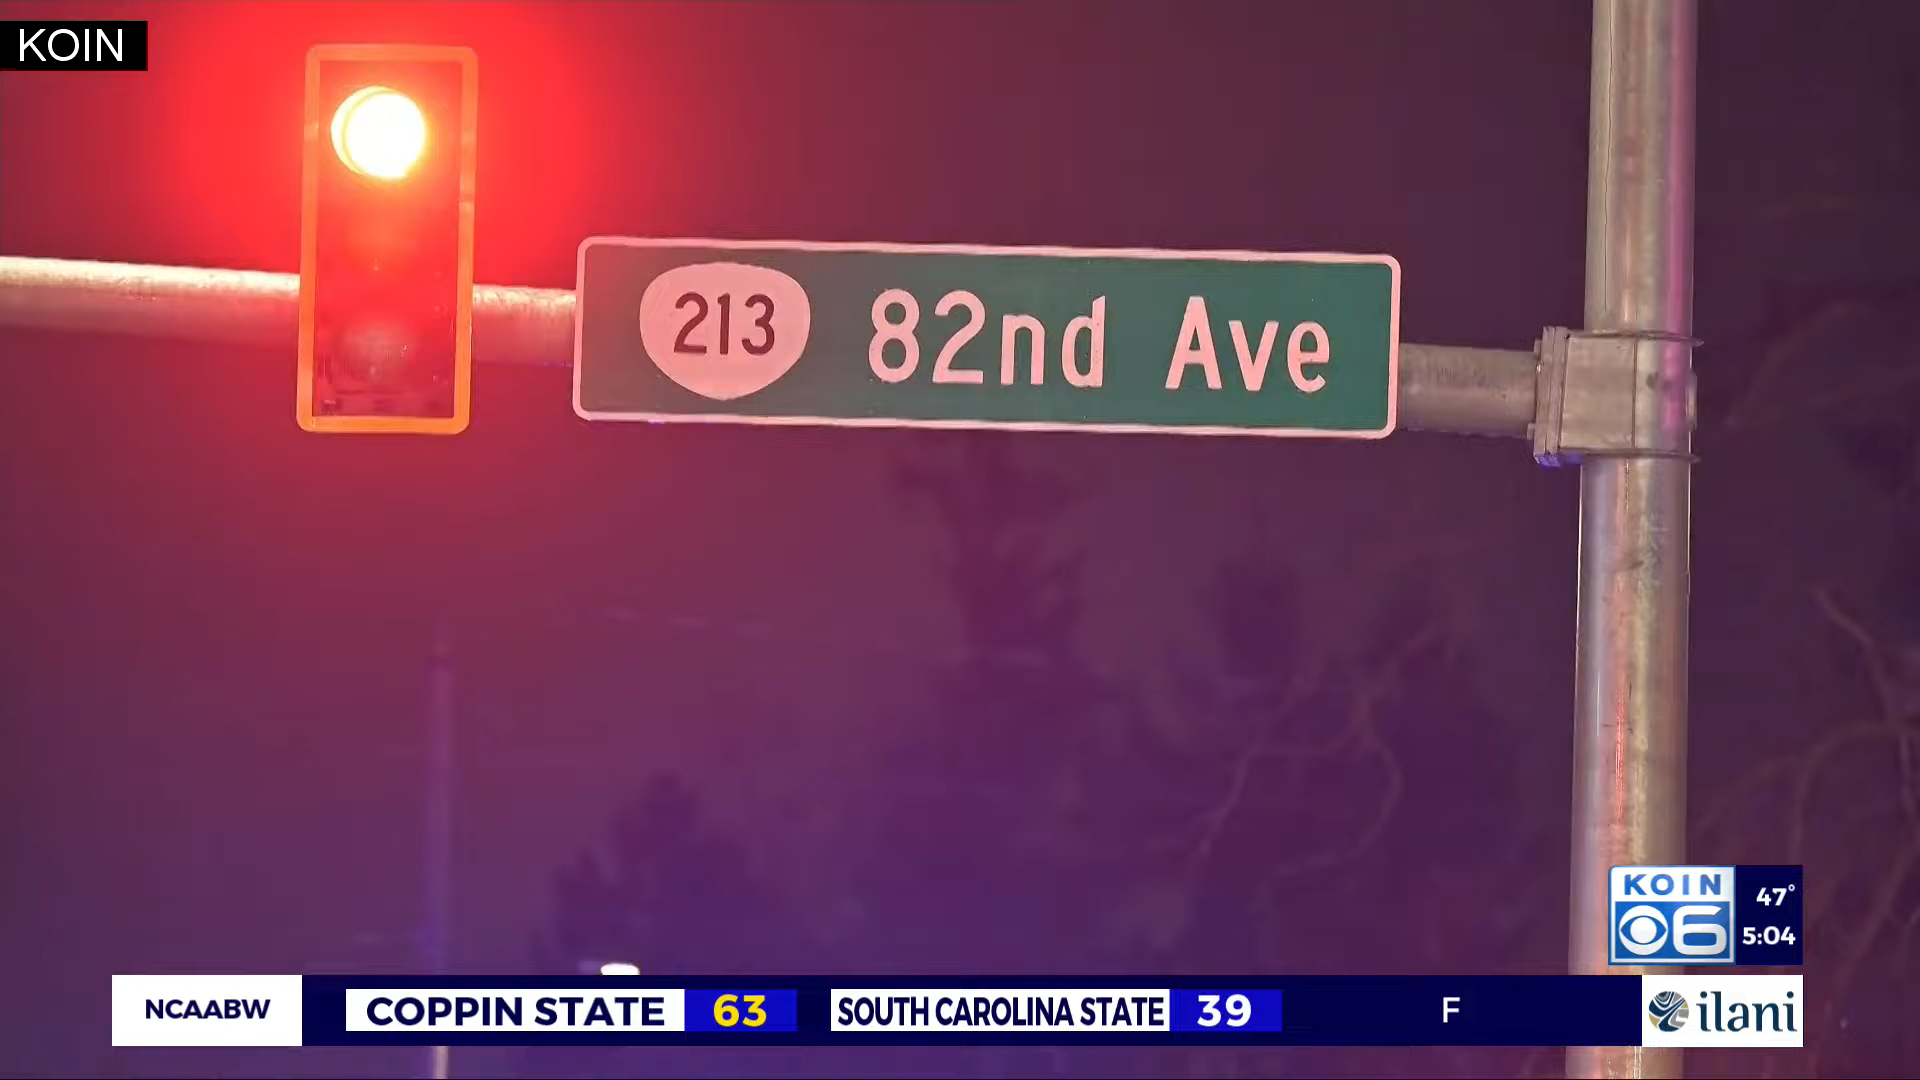 KOIN
213 82nd Ave
KOIN
6
47°
5:04
NCAABW COPPIN STATE 63 SOUTH CAROLINA STATE 39 F ilani